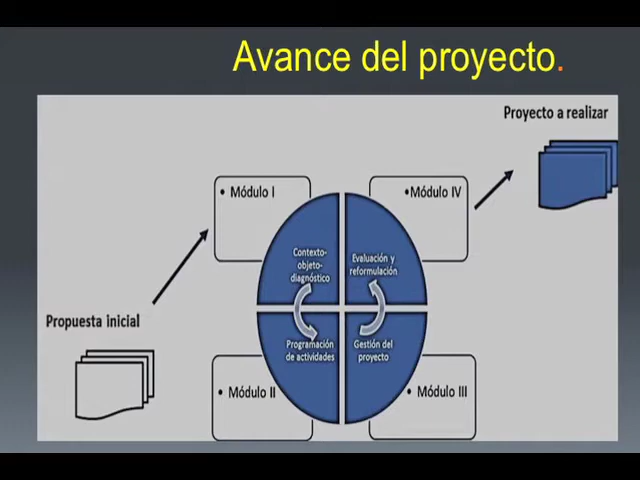 Avance del proyecto.
Proyecto a realizar
• Módulo I
•Módulo IV
Contexto-
objeto-
diagnóstico
Evaluación y
reformulación
Propuesta inicial
Programación
de actividades
Gestión del
proyecto
• Módulo II
• Módulo III